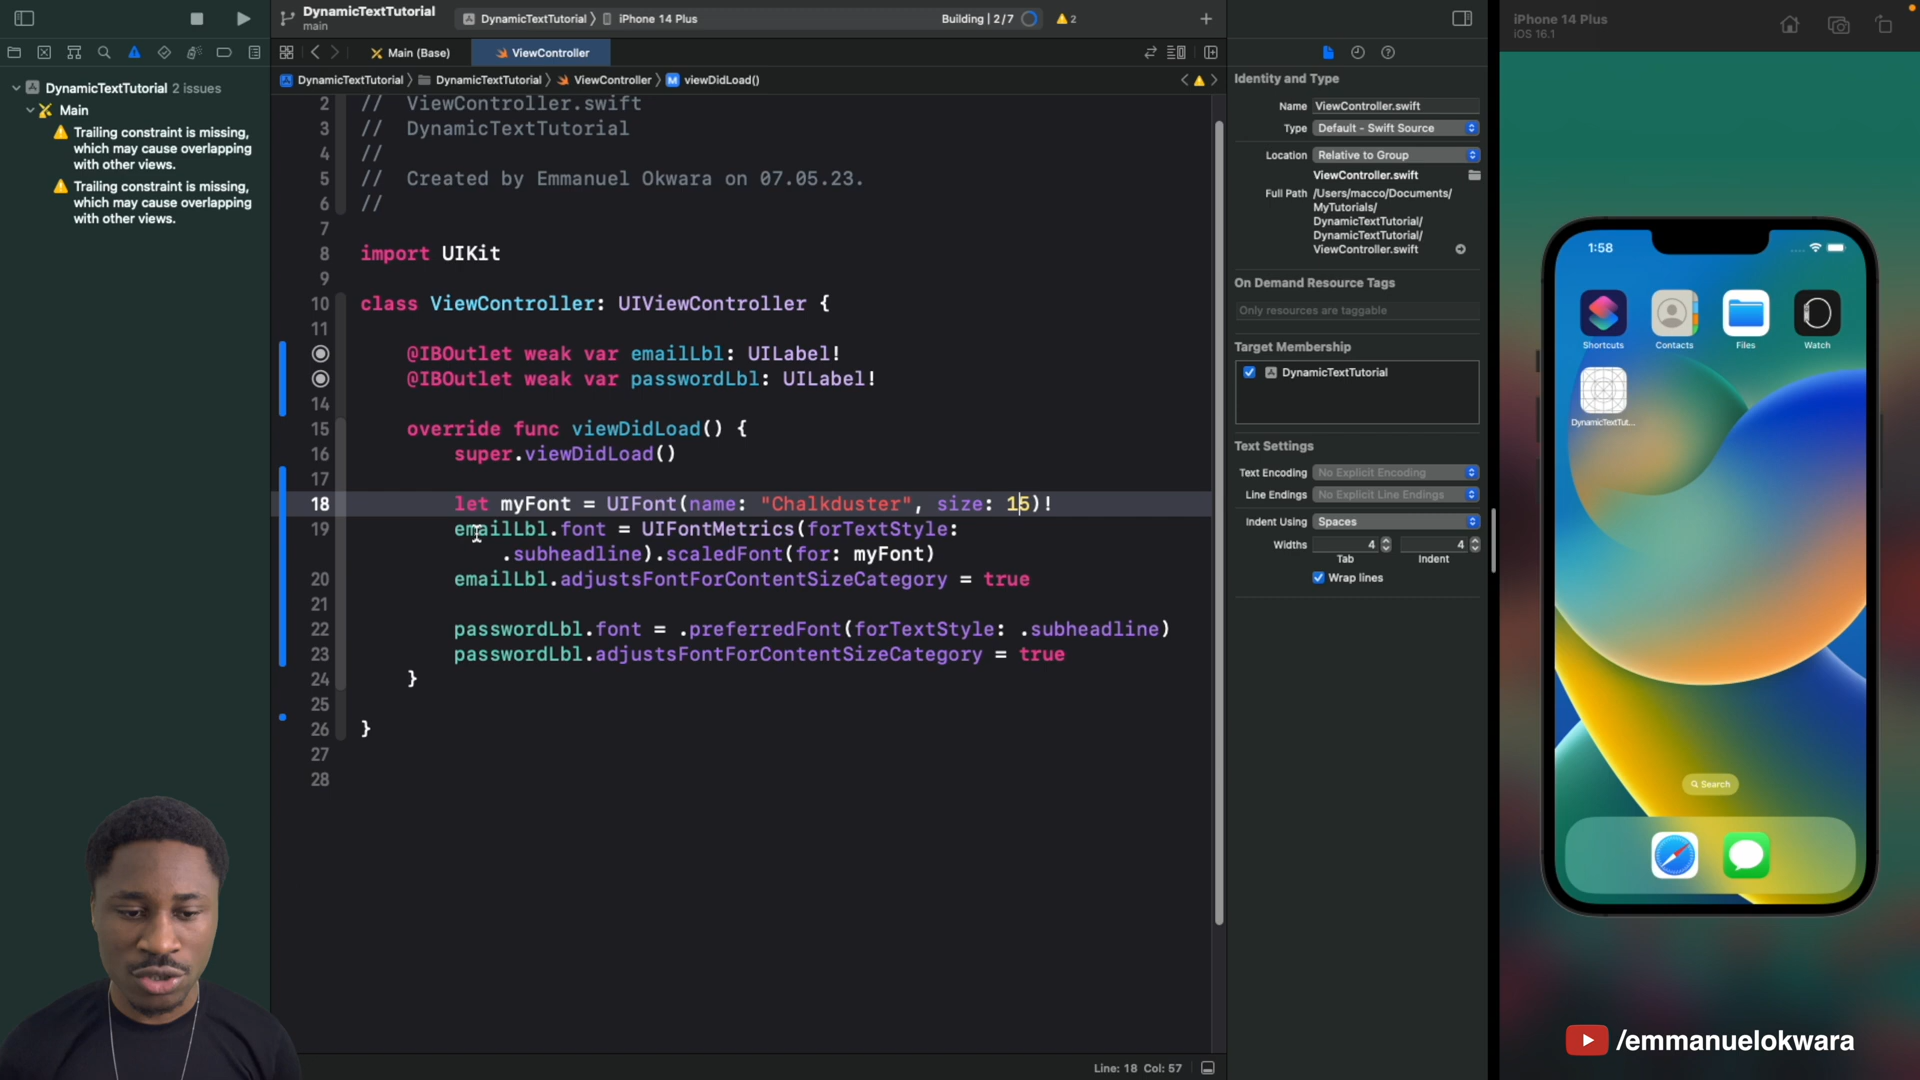 DynamicTextTutorial
main
DynamicTextTutorial
iPhone 14 Plus
Building | 2/7
2
Main (Base)
ViewController
DynamicTextTutorial
DynamicTextTutorial
ViewController
M
viewDidLoad()
DynamicTextTutorial 2 issues
Main
Trailing constraint is missing,
which may cause overlapping
with other views.
Trailing constraint is missing,
which may cause overlapping
with other views.
2 //  ViewController.swift
3 //  DynamicTextTutorial
4 //
5 //  Created by Emmanuel Okwara on 07.05.23.
6 //
7
8 import UIKit
9
10 class ViewController: UIViewController {
11
@IBOutlet weak var emailLbl: UILabel!
@IBOutlet weak var passwordLbl: UILabel!
14
15 override func viewDidLoad() {
16 super.viewDidLoad()
17
18 let myFont = UIFont(name: "Chalkduster", size: 15)!
19 emailLbl.font = UIFontMetrics(forTextStyle:
.subheadline).scaledFont(for: myFont)
20 emailLbl.adjustsFontForContentSizeCategory = true
21
22 passwordLbl.font = .preferredFont(forTextStyle: .subheadline)
23 passwordLbl.adjustsFontForContentSizeCategory = true
24 }
25
26 }
27
28
Line: 18 Col: 57
Identity and Type
Name ViewController.swift
Type Default - Swift Source
Location Relative to Group
ViewController.swift
Full Path /Users/macco/Documents/
MyTutorials/
DynamicTextTutorial/
DynamicTextTutorial/
ViewController.swift
On Demand Resource Tags
Only resources are taggable
Target Membership
DynamicTextTutorial
Text Settings
Text Encoding No Explicit Encoding
Line Endings No Explicit Line Endings
Indent Using Spaces
Widths 4 4
Tab Indent
Wrap lines
iPhone 14 Plus
iOS 16.1
1:58
Shortcuts
Contacts
Files
Watch
DynamicTextTut...
Search
/emmanuelokwara